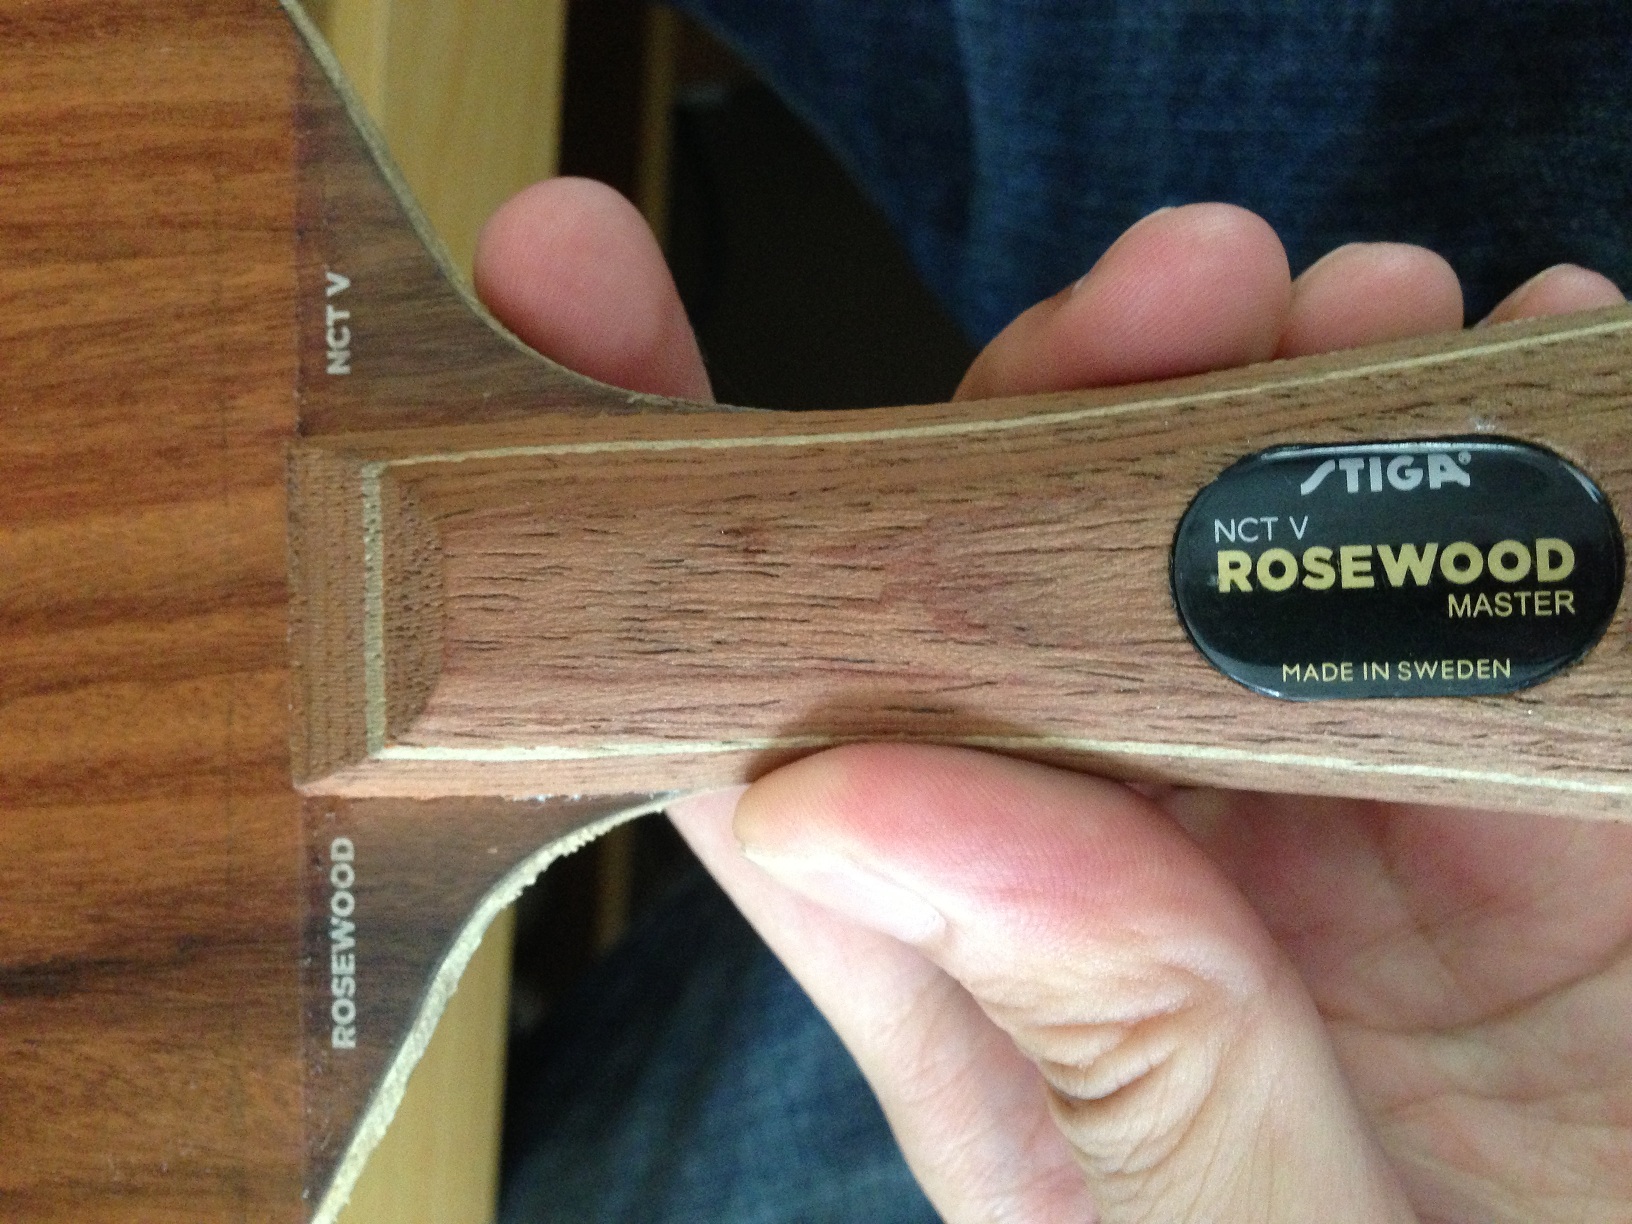 NCT V
ROSEWOOD
STIGA®
NCT V
ROSEWOOD
MASTER
MADE IN SWEDEN